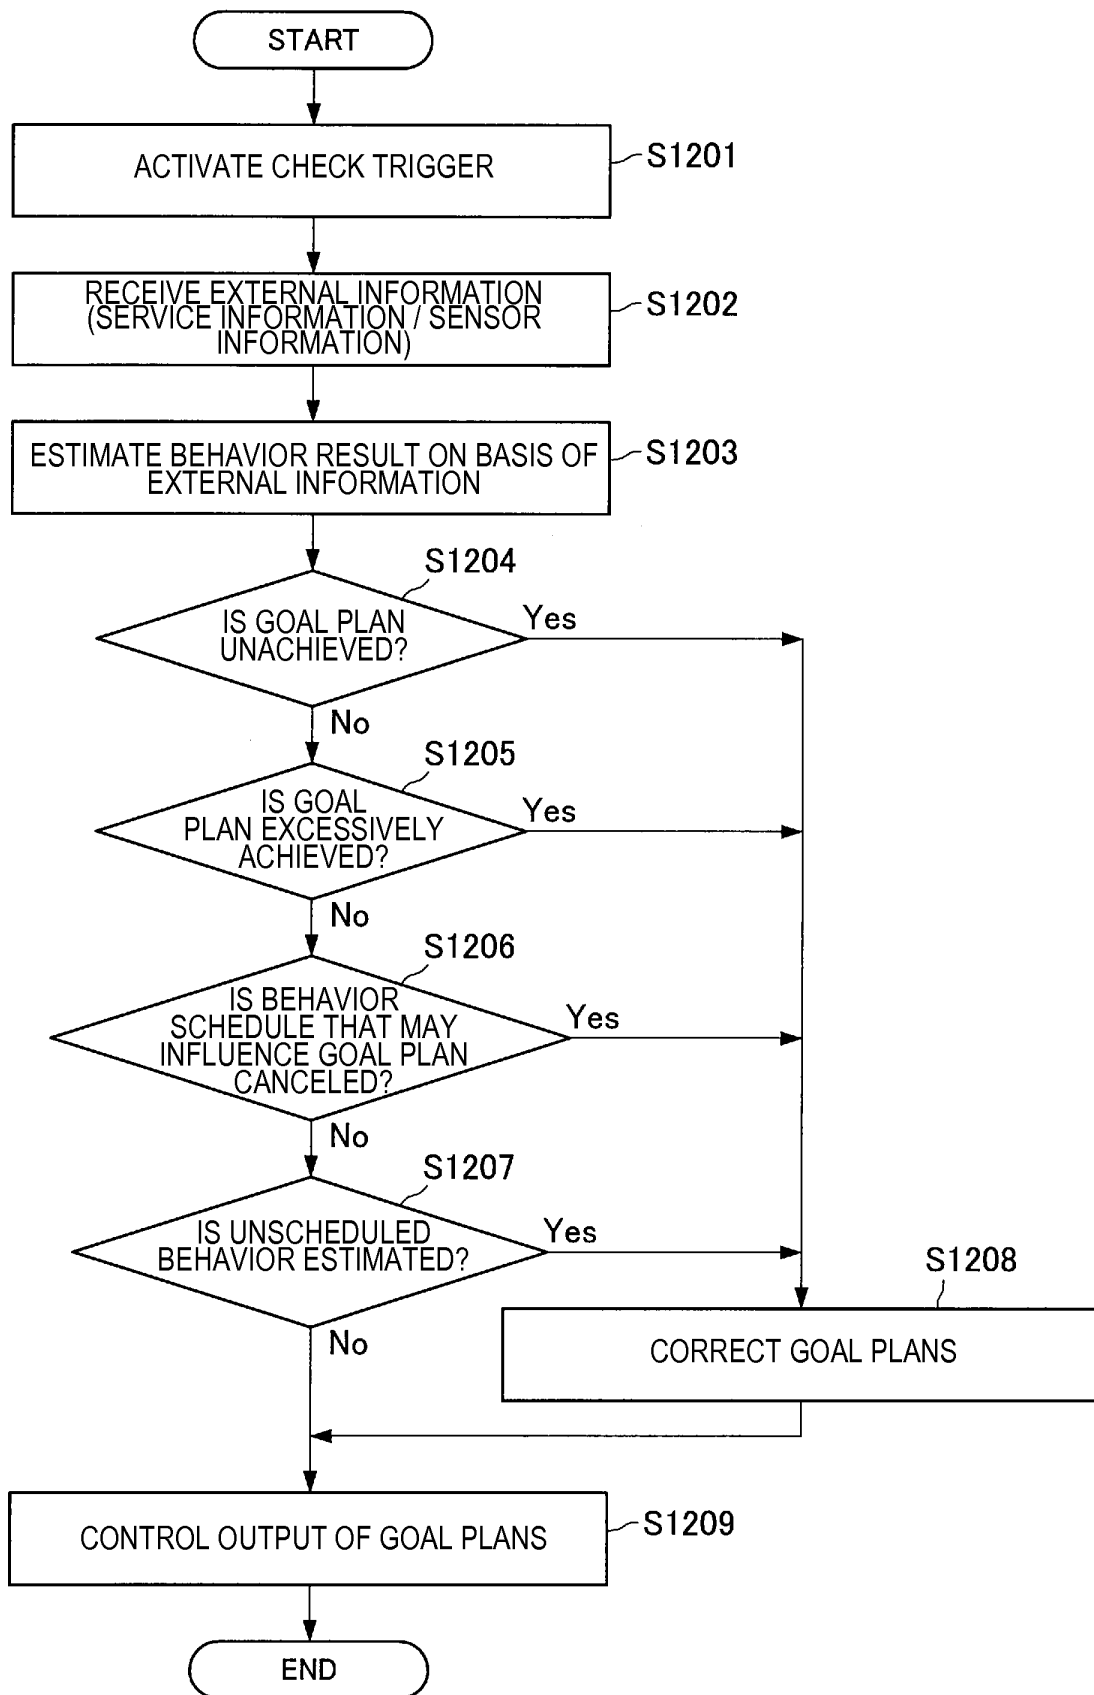 START
ACTIVATE CHECK TRIGGER
S1201
RECEIVE EXTERNAL INFORMATION
(SERVICE INFORMATION / SENSOR
INFORMATION)
S1202
ESTIMATE BEHAVIOR RESULT ON BASIS OF
EXTERNAL INFORMATION
S1203
S1204
IS GOAL PLAN
UNACHIEVED?
Yes
No
S1205
IS GOAL
PLAN EXCESSIVELY
ACHIEVED?
Yes
No
S1206
IS BEHAVIOR
SCHEDULE THAT MAY
INFLUENCE GOAL PLAN
CANCELED?
Yes
No
S1207
IS UNSCHEDULED
BEHAVIOR ESTIMATED?
Yes
No
S1208
CORRECT GOAL PLANS
CONTROL OUTPUT OF GOAL PLANS
S1209
END